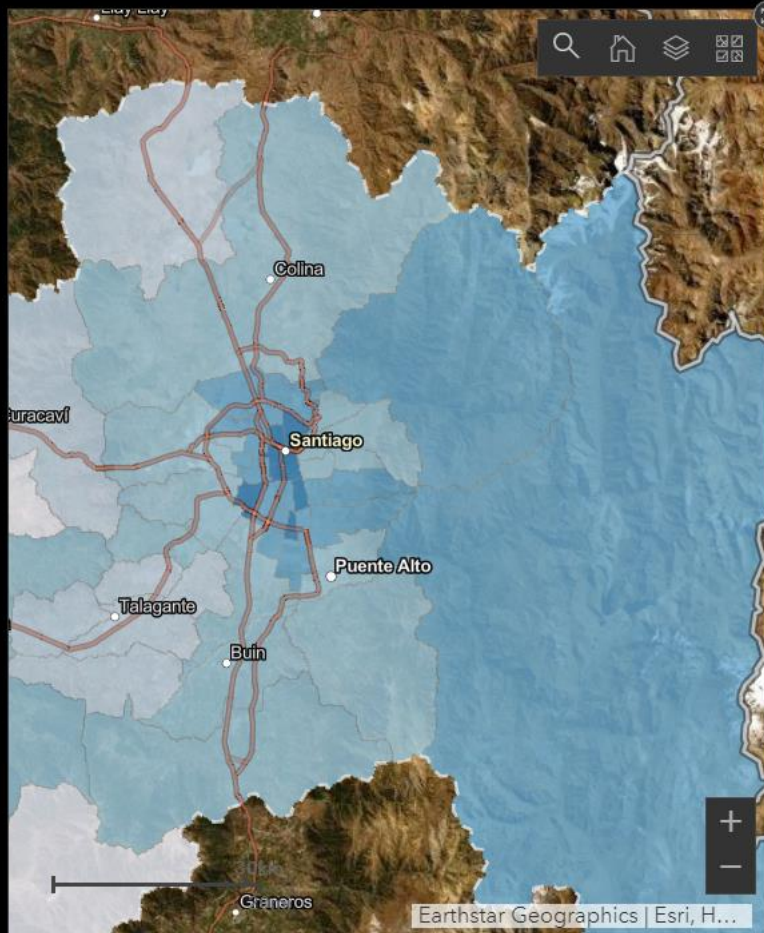 Colina
Curacaví
Santiago
Puente Alto
Talagante
Buin
Graneros
Earthstar Geographics | Esri, H...